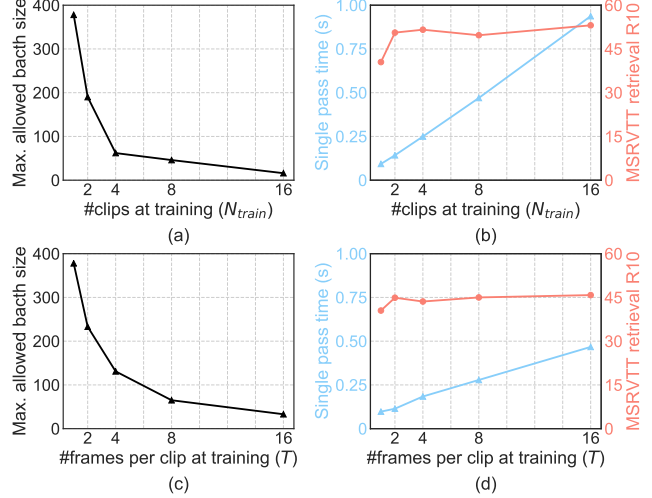 Max. allowed bacth size
400
300
200
100
0
2 4 8 16
#clips at training (N_train)
(a)
Single pass time (s)
1.00
0.75
0.50
0.25
0
60
45
30
15
0
MSRVTT retrieval R10
2 4 8 16
#clips at training (N_train)
(b)
Max. allowed bacth size
400
300
200
100
0
2 4 8 16
#frames per clip at training (T)
(c)
Single pass time (s)
1.00
0.75
0.50
0.25
0
60
45
30
15
0
MSRVTT retrieval R10
2 4 8 16
#frames per clip at training (T)
(d)